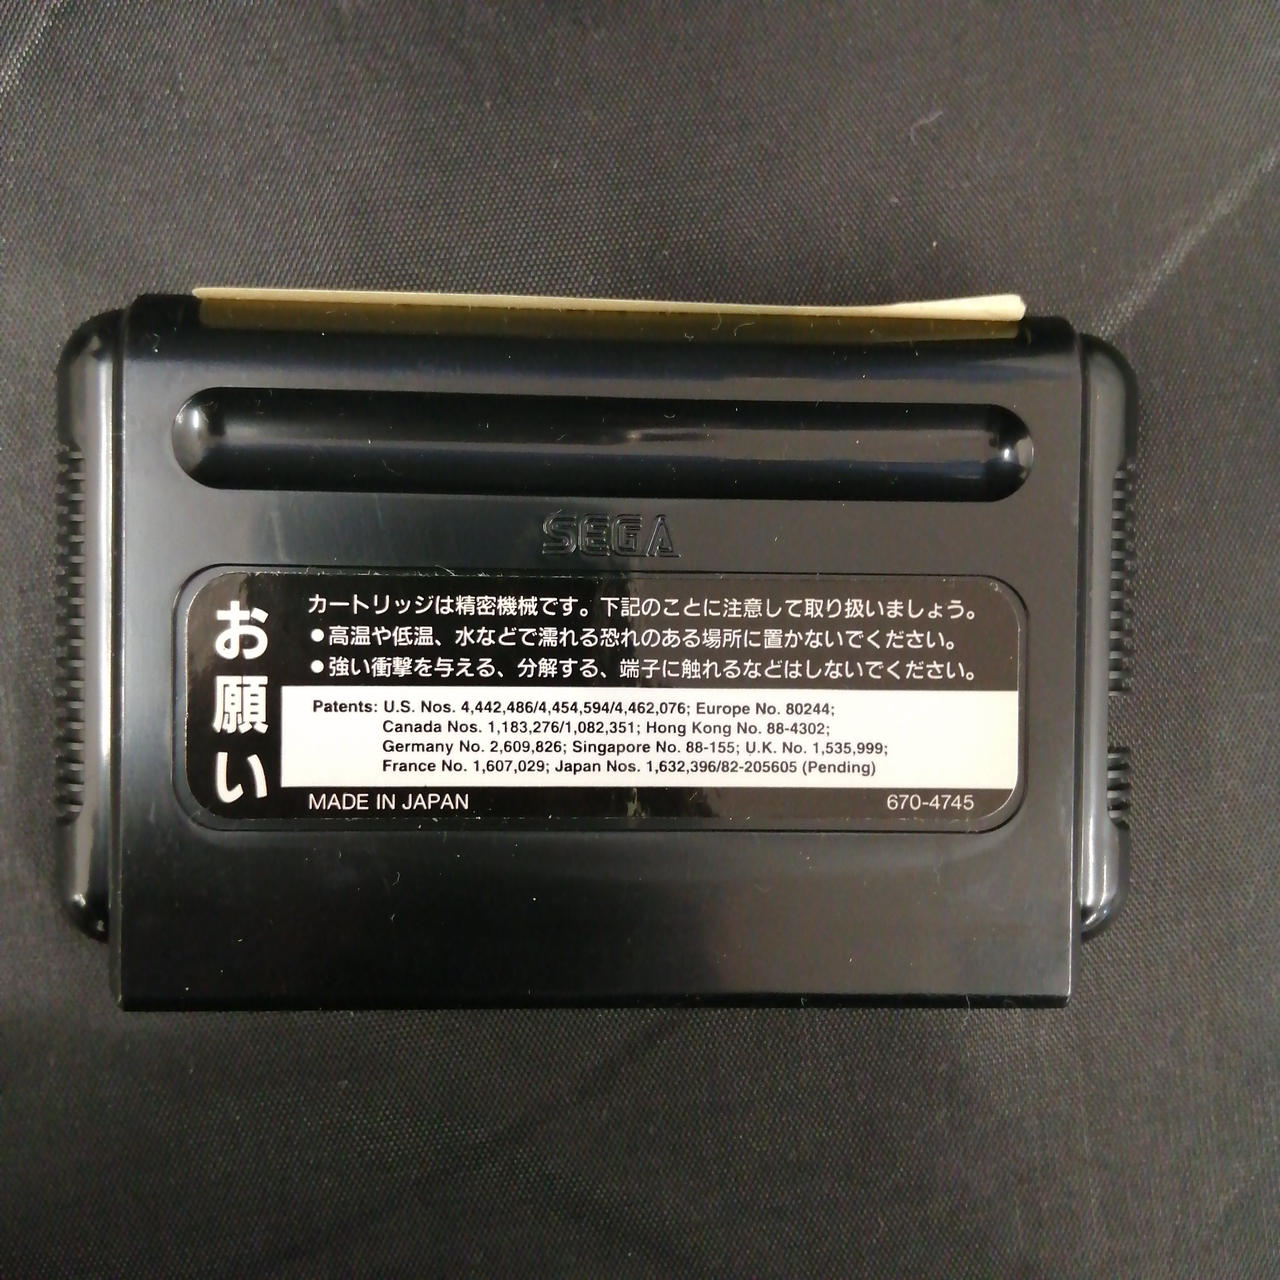 SEGA
お願い
カートリッジは精密機械です。下記のことに注意して取り扱いましょう。
●高温や低温、水などで濡れる恐れのある場所に置かないでください。
●強い衝撃を与える、分解する、端子に触れるなどはしないでください。
Patents: U.S. Nos. 4,442,486/4,454,594/4,462,076; Europe No. 80244;
Canada Nos. 1,183,276/1,082,351; Hong Kong No. 88-4302;
Germany No. 2,609,826; Singapore No. 88-155; U.K. No. 1,535,999;
France No. 1,607,029; Japan Nos. 1,632,396/82-205605 (Pending)
MADE IN JAPAN
670-4745